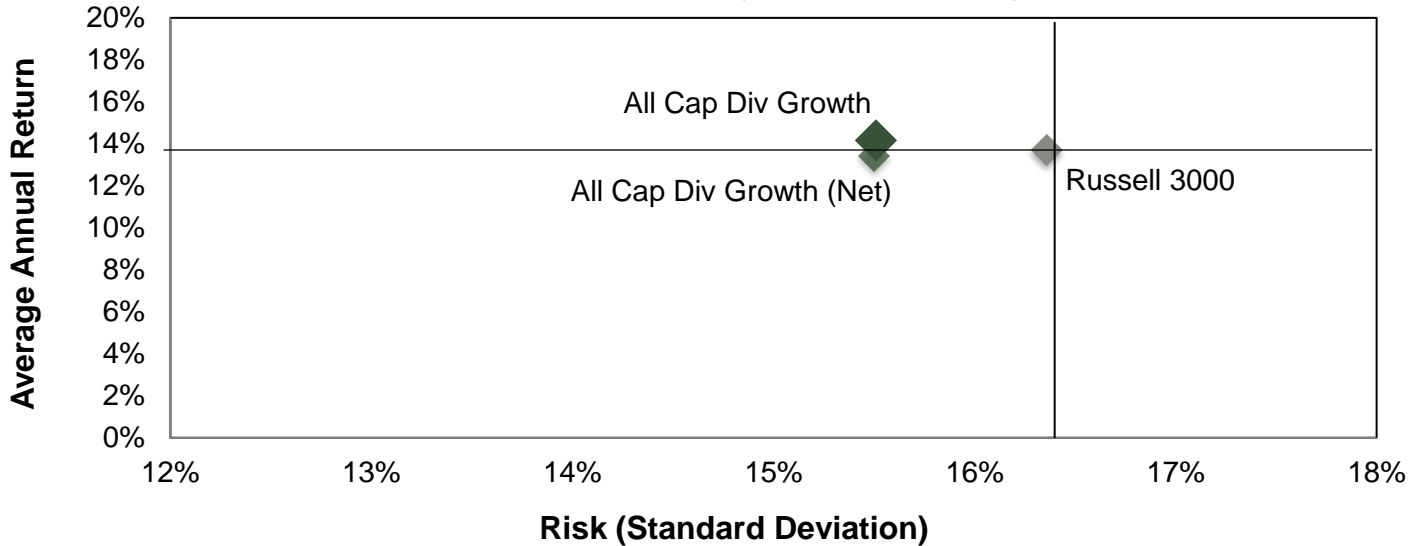 20%
18%
16%
14%
12%
10%
8%
6%
4%
2%
0%
Average Annual Return
All Cap Div Growth
All Cap Div Growth (Net)
Russell 3000
12% 13% 14% 15% 16% 17% 18%
Risk (Standard Deviation)